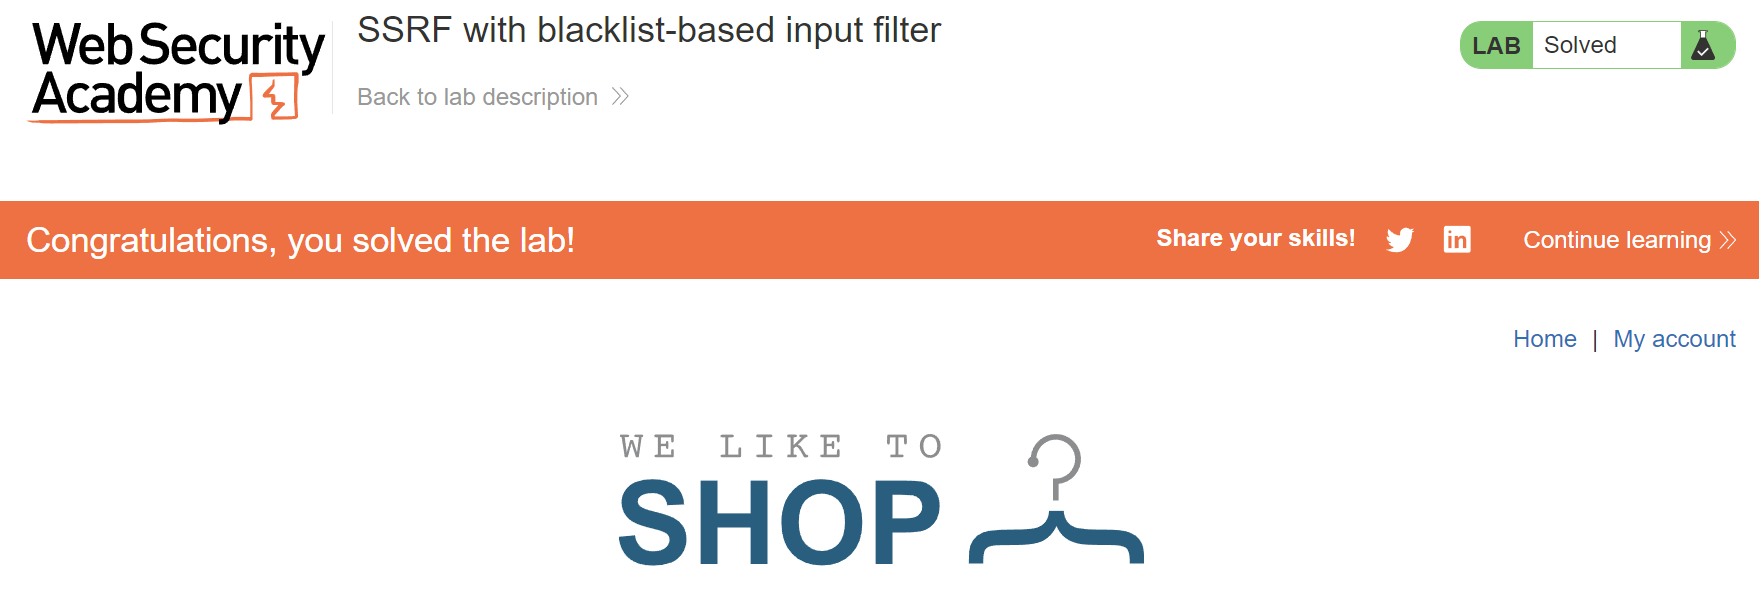 Web Security
Academy
SSRF with blacklist-based input filter
Back to lab description
LAB Solved
Congratulations, you solved the lab!
Share your skills!
in
Continue learning
Home | My account
WE LIKE TO
SHOP